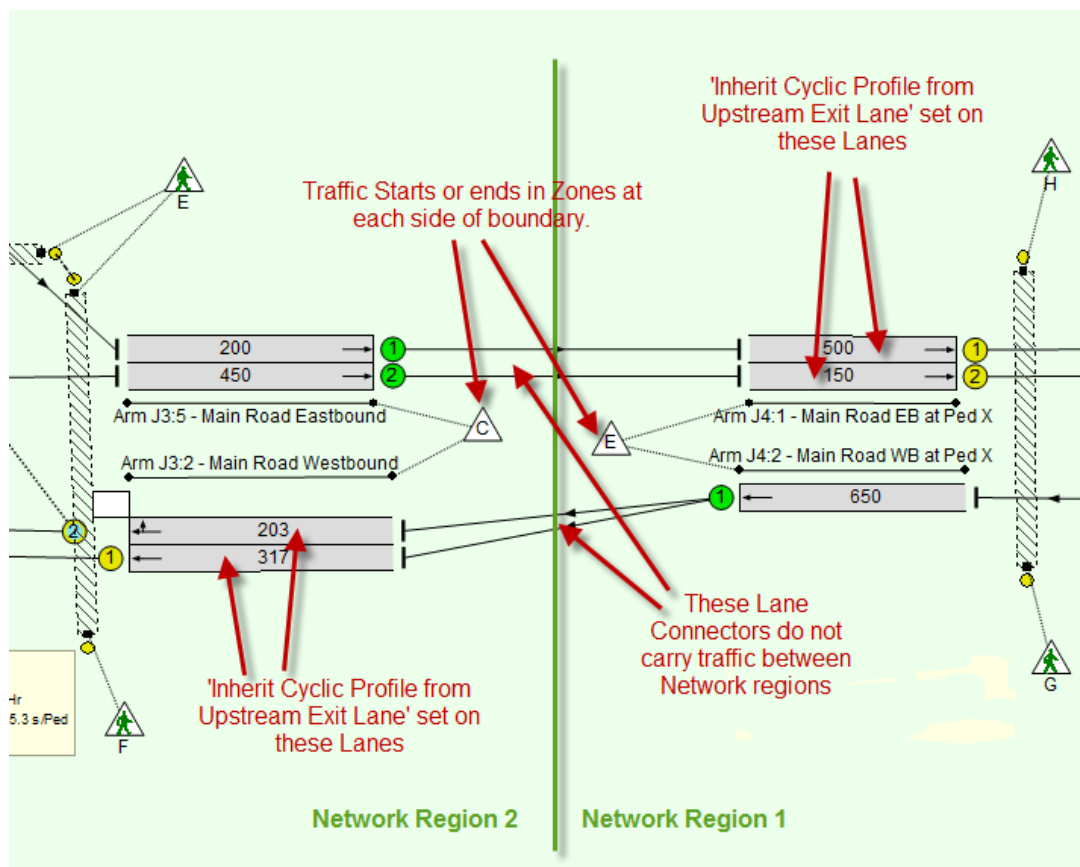 'Inherit Cyclic Profile from
Upstream Exit Lane' set on
these Lanes
H
E
Traffic Starts or ends in Zones at
each side of boundary.
200
1
500
1
450
2
150
2
Arm J3:5 - Main Road Eastbound
C
E
Arm J4:1 - Main Road EB at Ped X
Arm J3:2 - Main Road Westbound
Arm J4:2 - Main Road WB at Ped X
1
650
2
203
1
317
These Lane
Connectors do not
carry traffic between
Network regions
'Inherit Cyclic Profile from
Upstream Exit Lane' set on
these Lanes
G
Hr
5.3 s/Ped
F
Network Region 2
Network Region 1